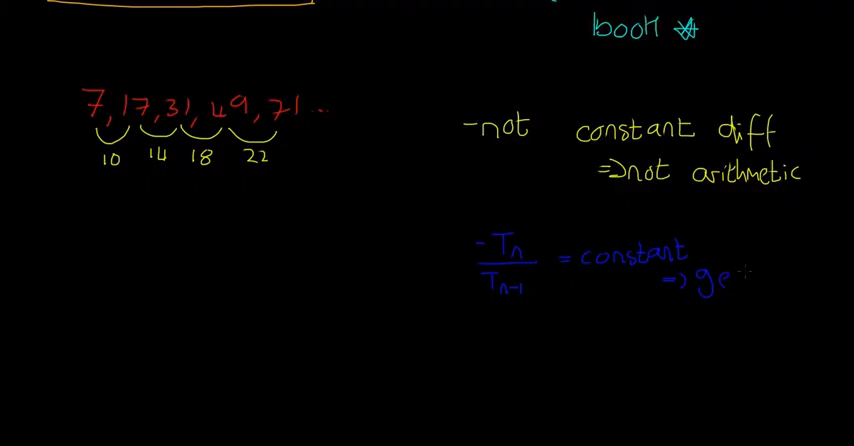 book
7, 17, 31, 49, 71 ...
10 14 18 22
-not constant diff
=> not arithmetic
- Tn
Tn-1
= constant
=> ge